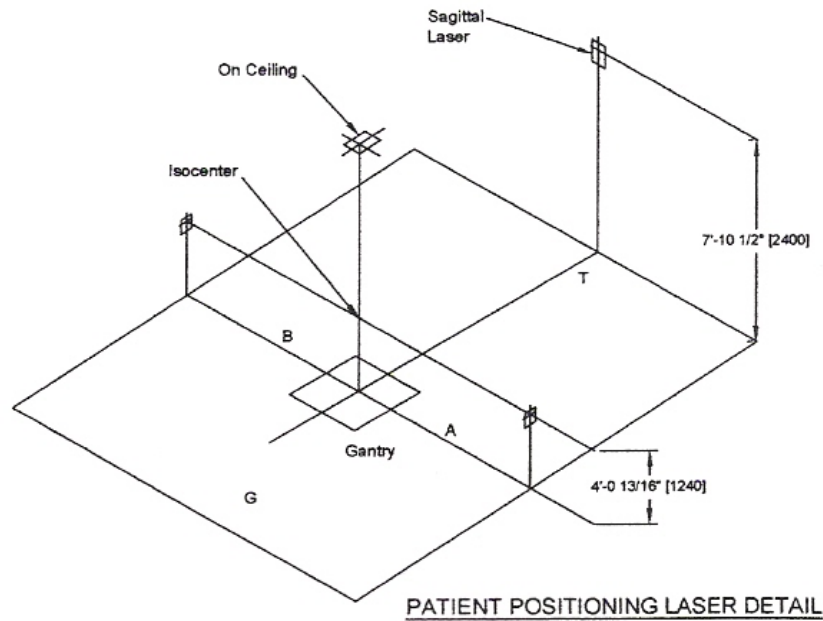 Sagittal
Laser
On Ceiling
Isocenter
7'-10 1/2" [2400]
T
B
A
Gantry
4'-0 13/16" [1240]
G
PATIENT POSITIONING LASER DETAIL